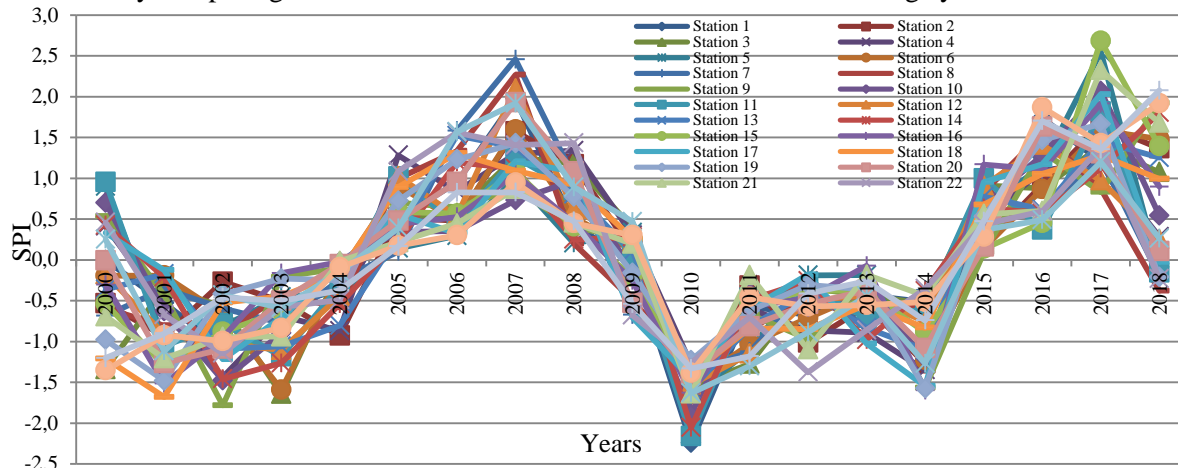 3,0
2,5
2,0
1,5
1,0
0,5
0,0
-0,5
-1,0
-1,5
-2,0
-2,5
SPI
Station 1 Station 2
Station 3 Station 4
Station 5 Station 6
Station 7 Station 8
Station 9 Station 10
Station 11 Station 12
Station 13 Station 14
Station 15 Station 16
Station 17 Station 18
Station 19 Station 20
Station 21 Station 22
2000 2001 2002 2003 2004 2005 2006 2007 2008 2009 2010 2011 2012 2013 2014 2015 2016 2017 2018
Years